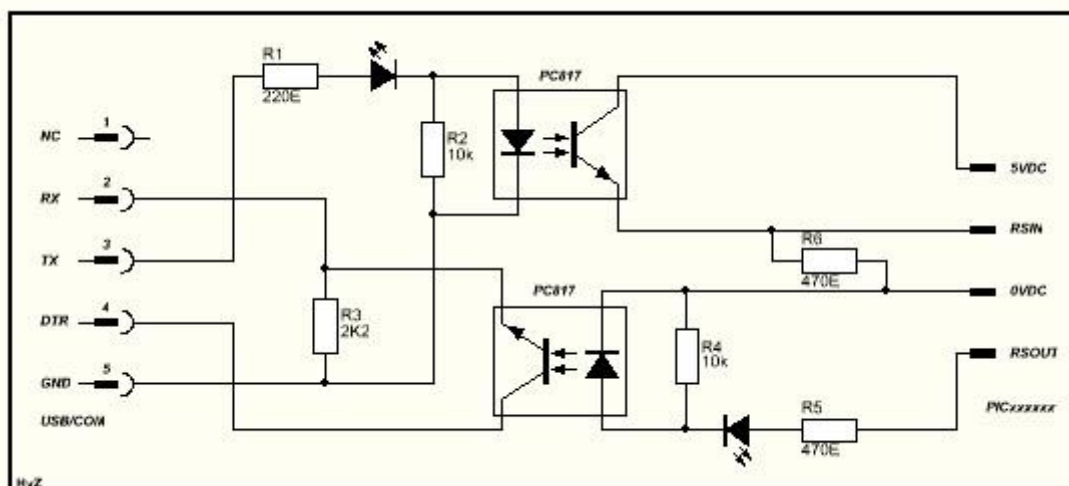 R1
220E
PC817
NC
1
R2
10k
RX
2
5VDC
RSIN
TX
3
R6
470E
PC817
0VDC
DTR
4
R3
2K2
R4
10k
GND
5
RSOUT
USB/COM
R5
470E
PICxxxxxx
HvZ